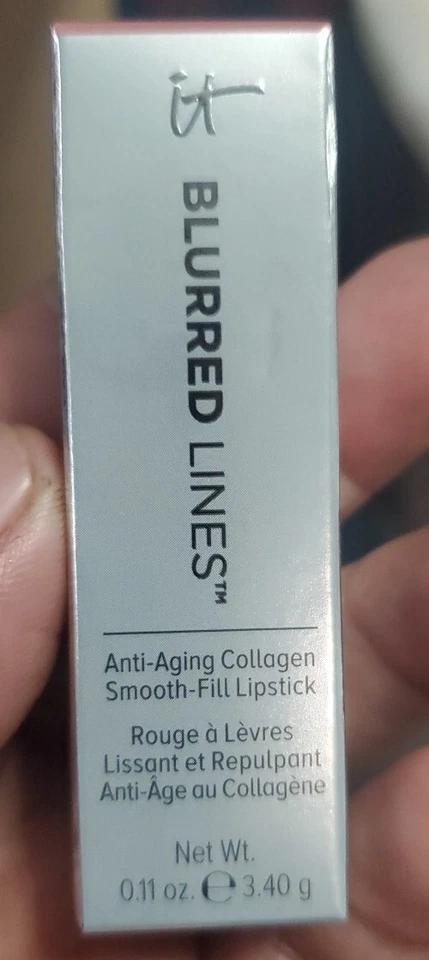 it
BLURRED LINES™
Anti-Aging Collagen
Smooth-Fill Lipstick
Rouge à Lèvres
Lissant et Repulpant
Anti-Âge au Collagène
Net Wt.
0.11 oz. ℮ 3.40 g